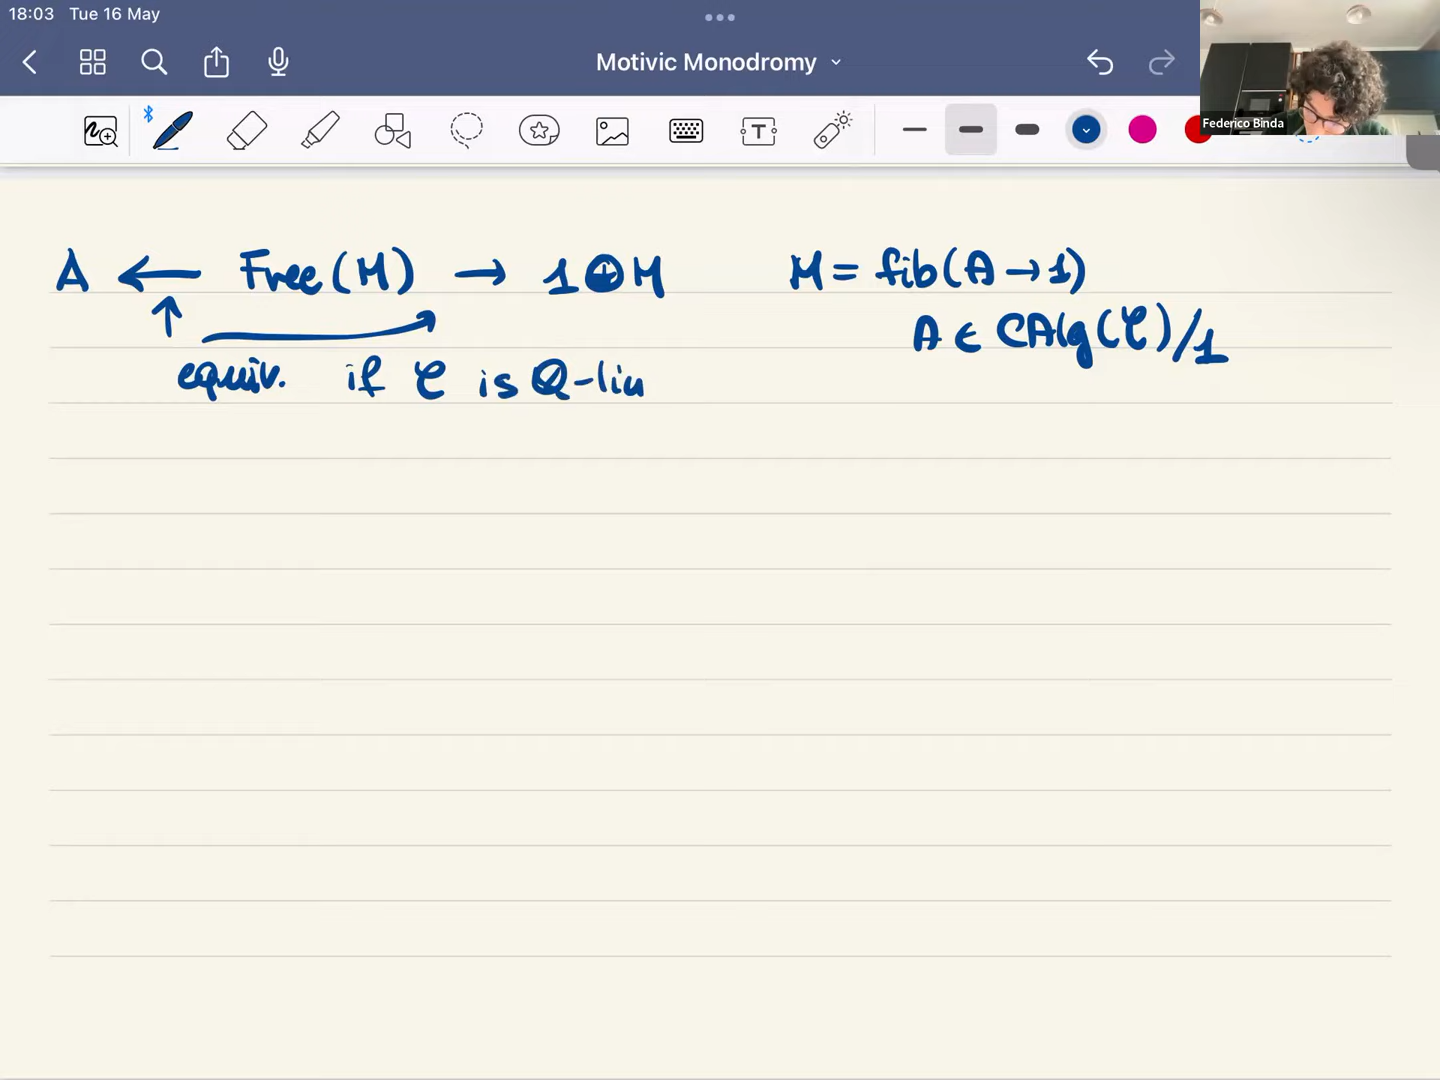 18:03 Tue 16 May
Motivic Monodromy
Federico Binda
A ← Free(M) → 1⊕M M = fib(A→1)
A ∈ CAlg(𝒞)/1
equiv. if 𝒞 is Q-lin